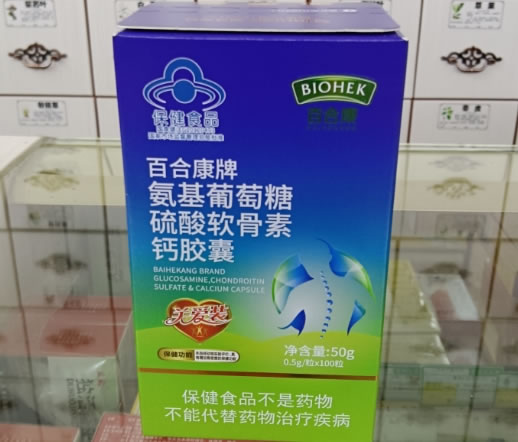 BIOHEK
百合康
保健食品
百合康牌
氨基葡萄糖
硫酸软骨素
钙胶囊
BAIHEKANG BRAND
GLUCOSAMINE,CHONDROITIN
SULFATE & CALCIUM CAPSULE
关爱装
保健功能
净含量:50g
0.5g/粒×100粒
保健食品不是药物
不能代替药物治疗疾病